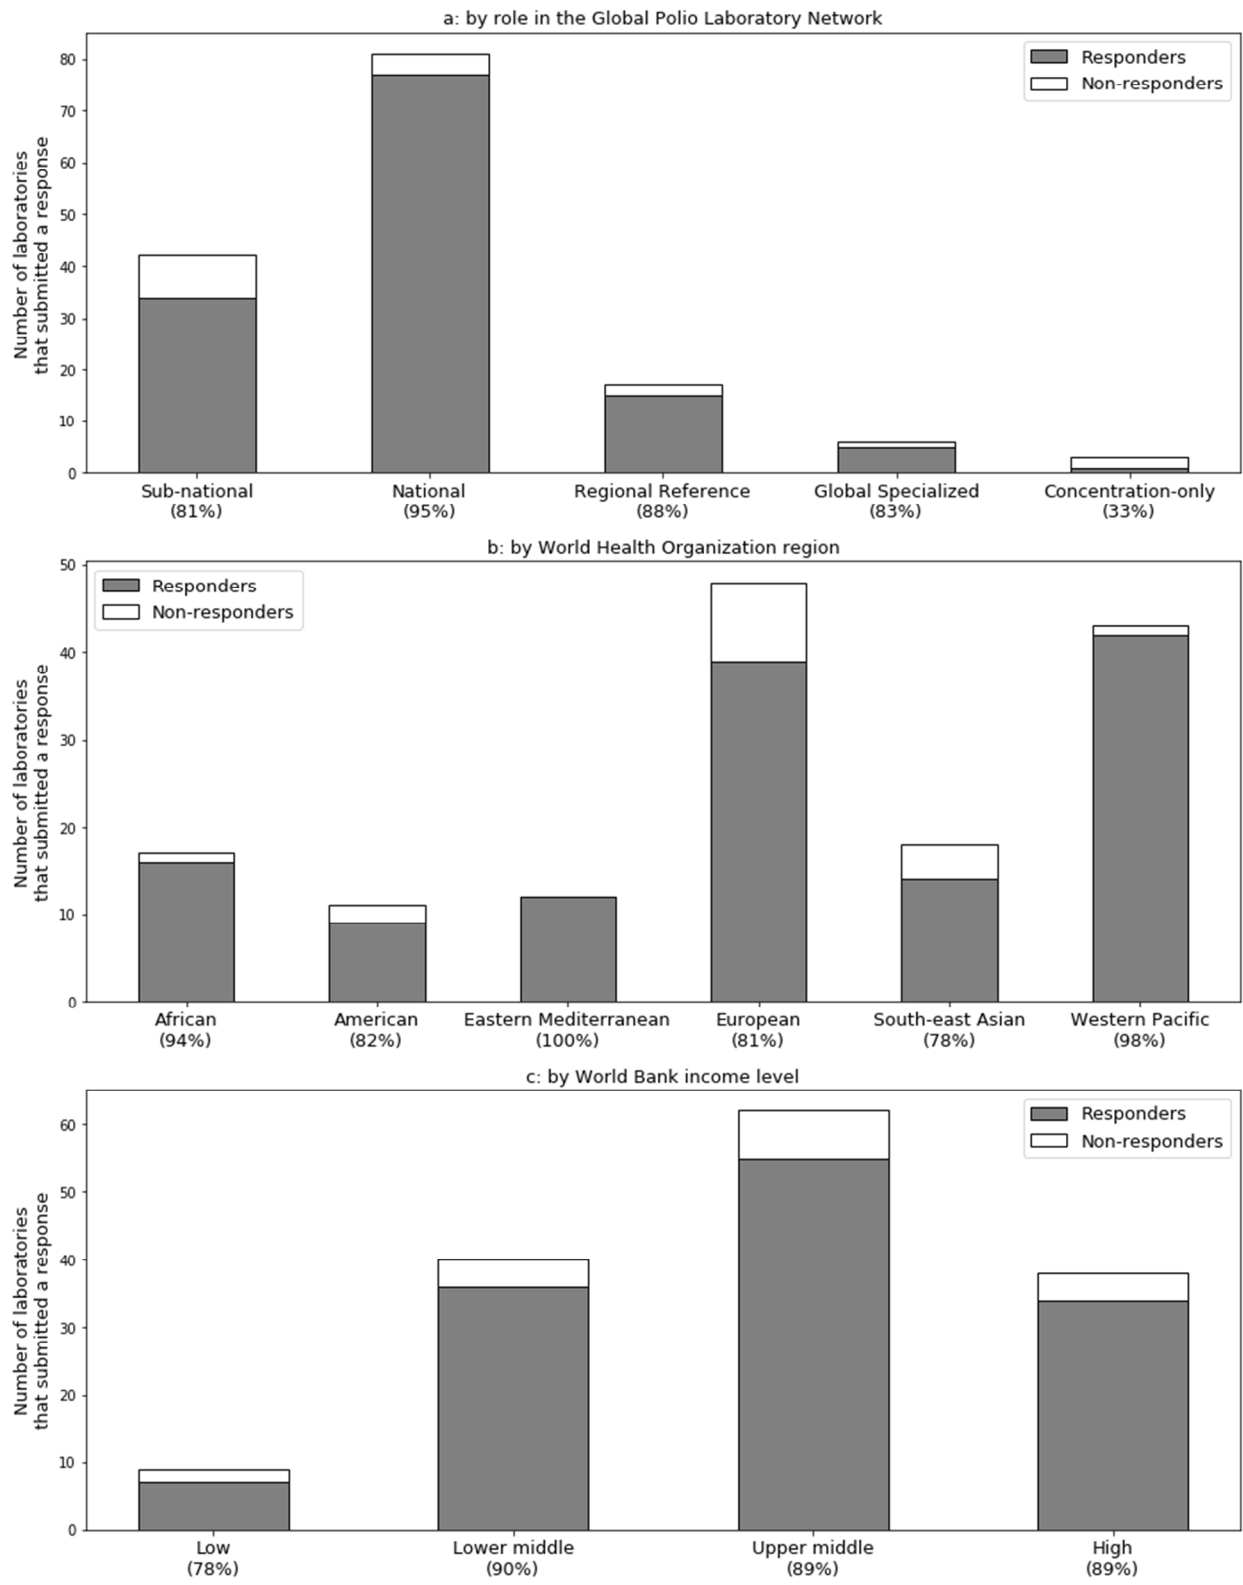 a: by role in the Global Polio Laboratory Network
Number of laboratories
that submitted a response
80
70
60
50
40
30
20
10
0
Responders
Non-responders
Sub-national National Regional Reference Global Specialized Concentration-only
(81%) (95%) (88%) (83%) (33%)
b: by World Health Organization region
Number of laboratories
that submitted a response
50
40
30
20
10
0
Responders
Non-responders
African American Eastern Mediterranean European South-east Asian Western Pacific
(94%) (82%) (100%) (81%) (78%) (98%)
c: by World Bank income level
Number of laboratories
that submitted a response
60
50
40
30
20
10
0
Responders
Non-responders
Low Lower middle Upper middle High
(78%) (90%) (89%) (89%)